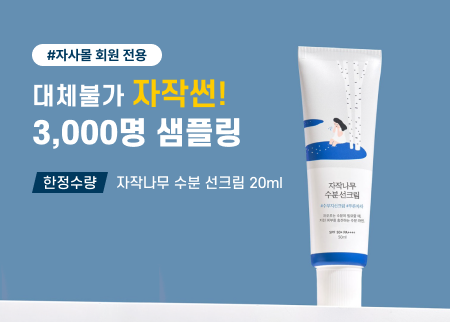 #자사몰 회원 전용
대체불가 자작썬!
3,000명 샘플링
한정수량 자작나무 수분 선크림 20ml
자작나무
수분 선크림